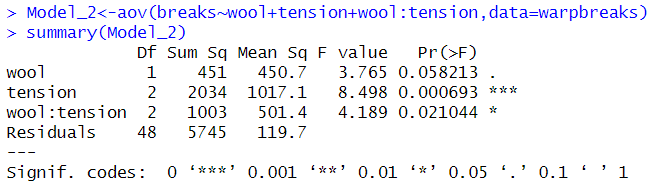 > Model_2<-aov(breaks~wool+tension+wool:tension,data=warpbreaks)
> summary(Model_2)
Df Sum Sq Mean Sq F value Pr(>F)
wool 1 451 450.7 3.765 0.058213 .
tension 2 2034 1017.1 8.498 0.000693 ***
wool:tension 2 1003 501.4 4.189 0.021044 *
Residuals 48 5745 119.7
---
Signif. codes: 0 ‘***’ 0.001 ‘**’ 0.01 ‘*’ 0.05 ‘.’ 0.1 ‘ ’ 1